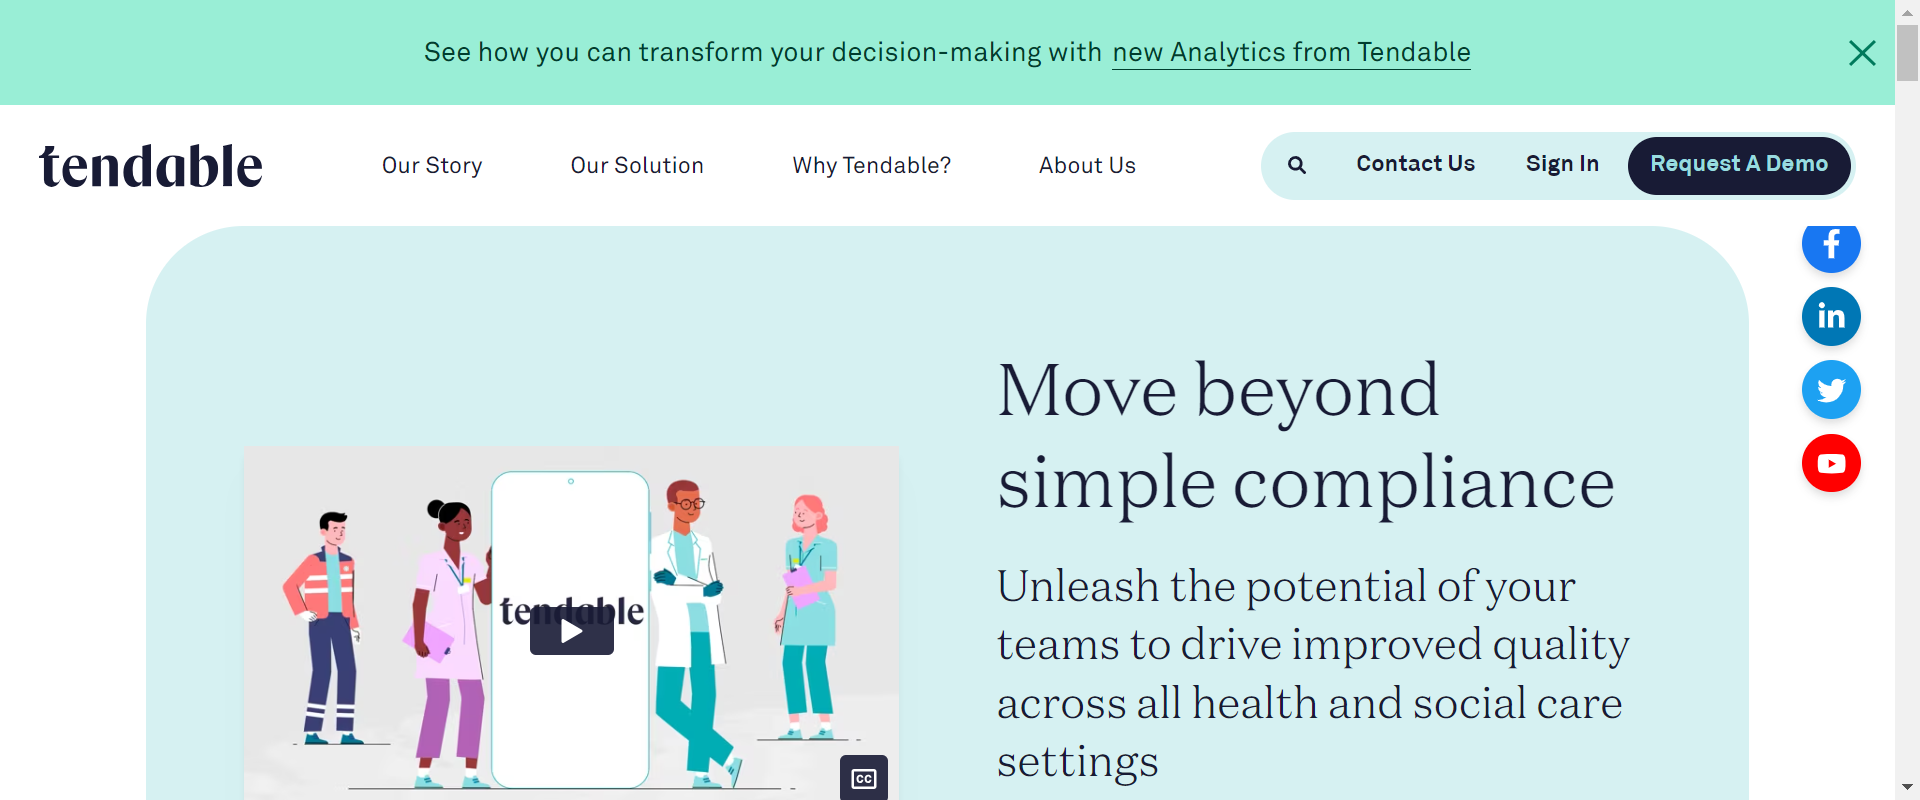 See how you can transform your decision-making with new Analytics from Tendable
tendable
Our Story
Our Solution
Why Tendable?
About Us
Contact Us
Sign In
Request A Demo
Move beyond
simple compliance
Unleash the potential of your
teams to drive improved quality
across all health and social care
settings
tendable
CC